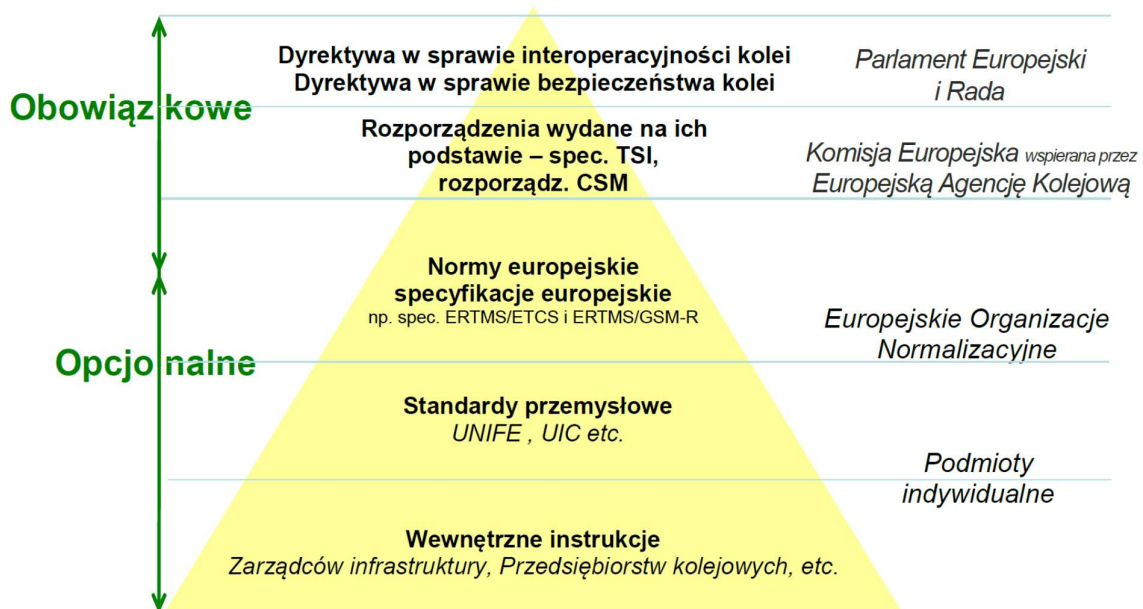 Dyrektywa w sprawie interoperacyjności kolei
Dyrektywa w sprawie bezpieczeństwa kolei
Parlament Europejski
i Rada
Obowiązkowe
Rozporządzenia wydane na ich
podstawie – spec. TSI,
rozporządz. CSM
Komisja Europejska wspierana przez
Europejską Agencję Kolejową
Normy europejskie
specyfikacje europejskie
np. spec. ERTMS/ETCS i ERTMS/GSM-R
Europejskie Organizacje
Normalizacyjne
Opcjonalne
Standardy przemysłowe
UNIFE , UIC etc.
Podmioty
indywidualne
Wewnętrzne instrukcje
Zarządców infrastruktury, Przedsiębiorstw kolejowych, etc.